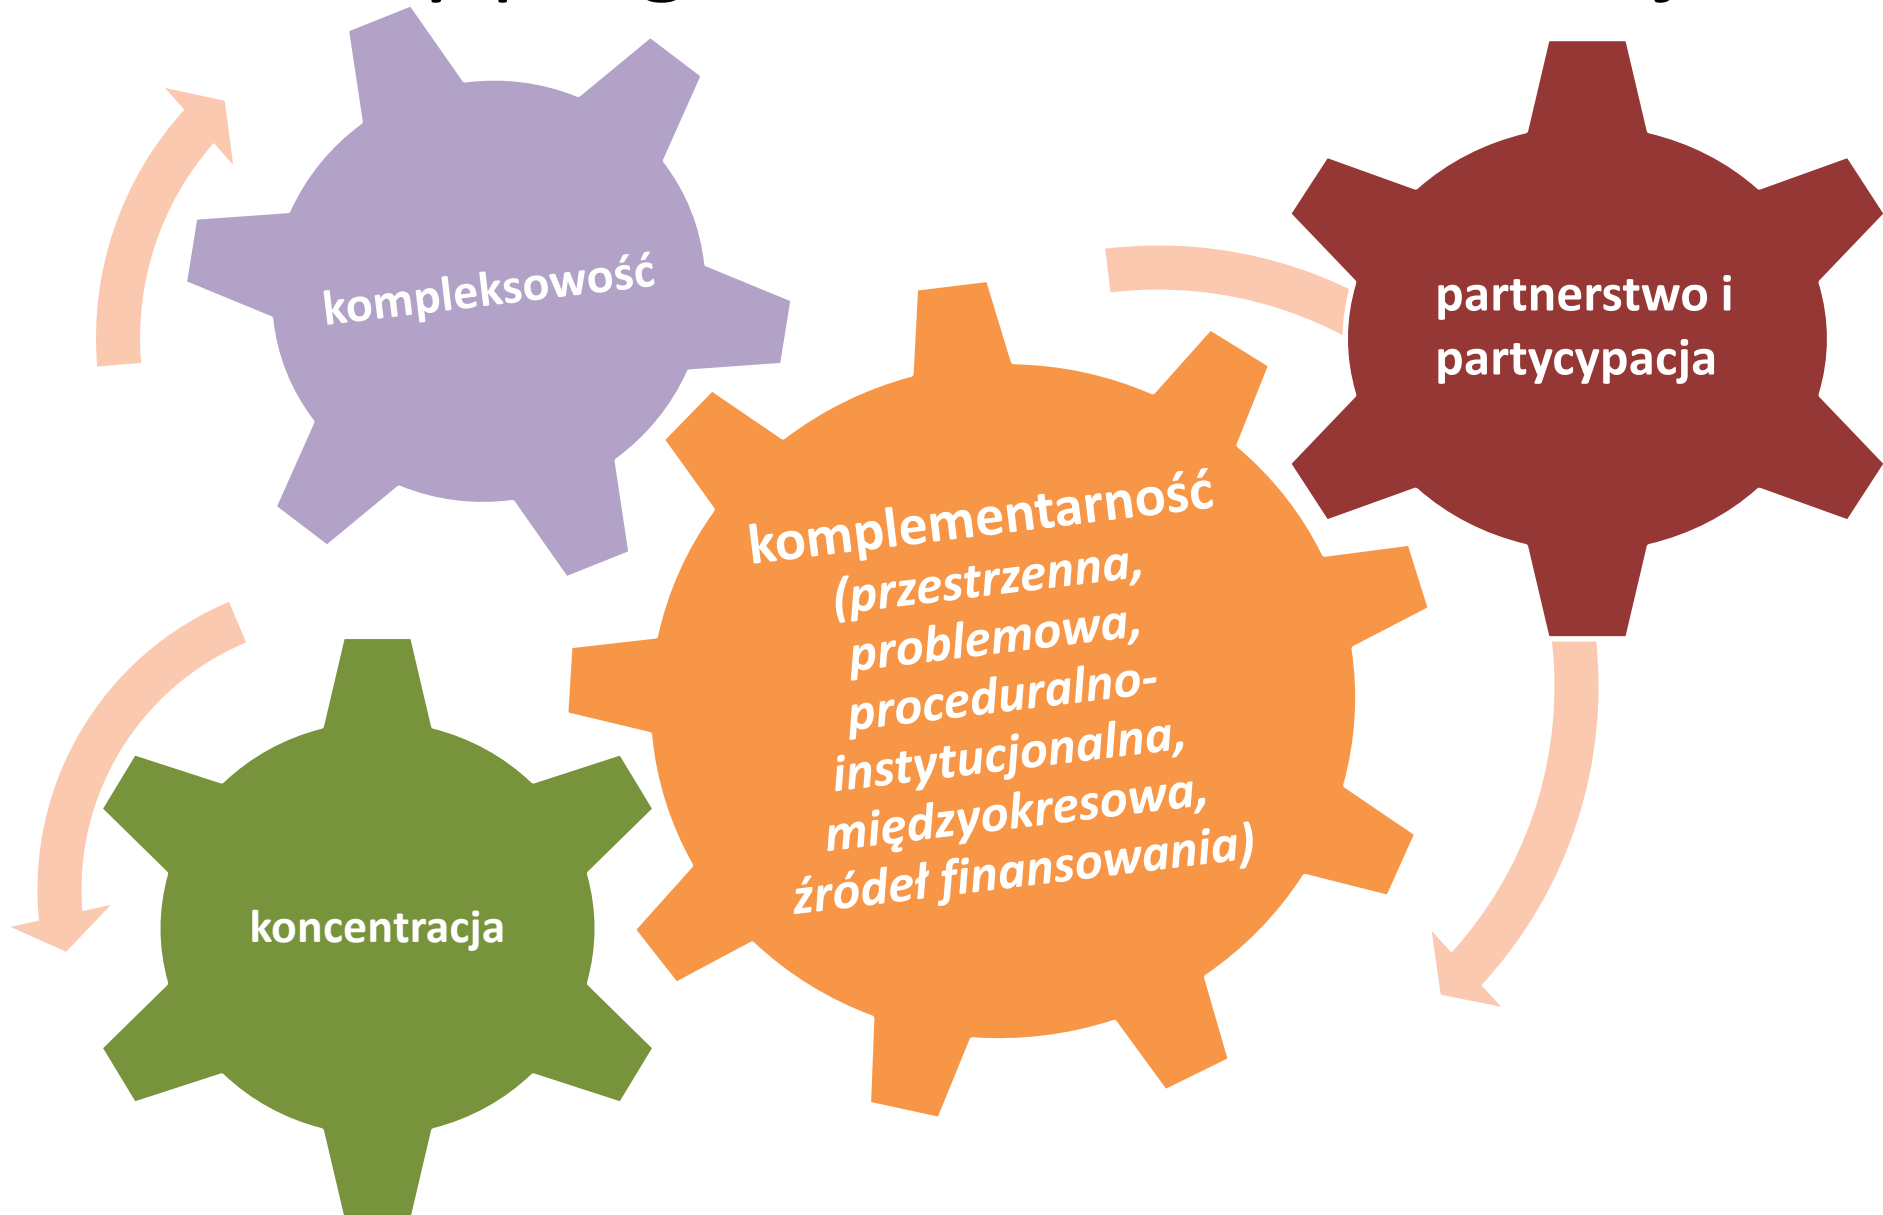 kompleksowość
partnerstwo i
partycypacja
komplementarność
(przestrzenna,
problemowa,
proceduralno-
instytucjonalna,
międzyokresowa,
źródeł finansowania)
koncentracja